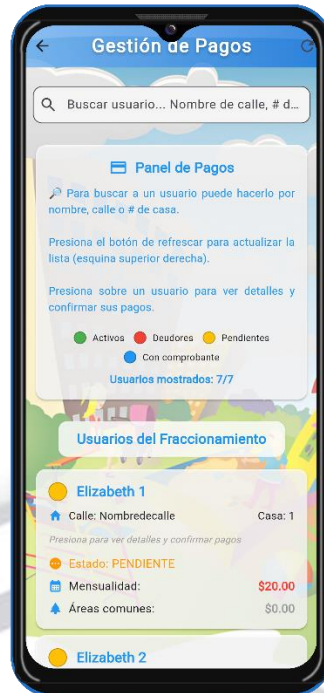 Gestión de Pagos
Buscar usuario... Nombre de calle, # d...
Panel de Pagos
🔎 Para buscar a un usuario puede hacerlo por
nombre, calle o # de casa.
Presiona el botón de refrescar para actualizar la
lista (esquina superior derecha).
Presiona sobre un usuario para ver detalles y
confirmar sus pagos.
Activos Deudores Pendientes
Con comprobante
Usuarios mostrados: 7/7
Usuarios del Fraccionamiento
Elizabeth 1
Calle: Nombredecalle Casa: 1
Presiona para ver detalles y confirmar pagos
Estado: PENDIENTE
Mensualidad: $20.00
Áreas comunes: $0.00
Elizabeth 2